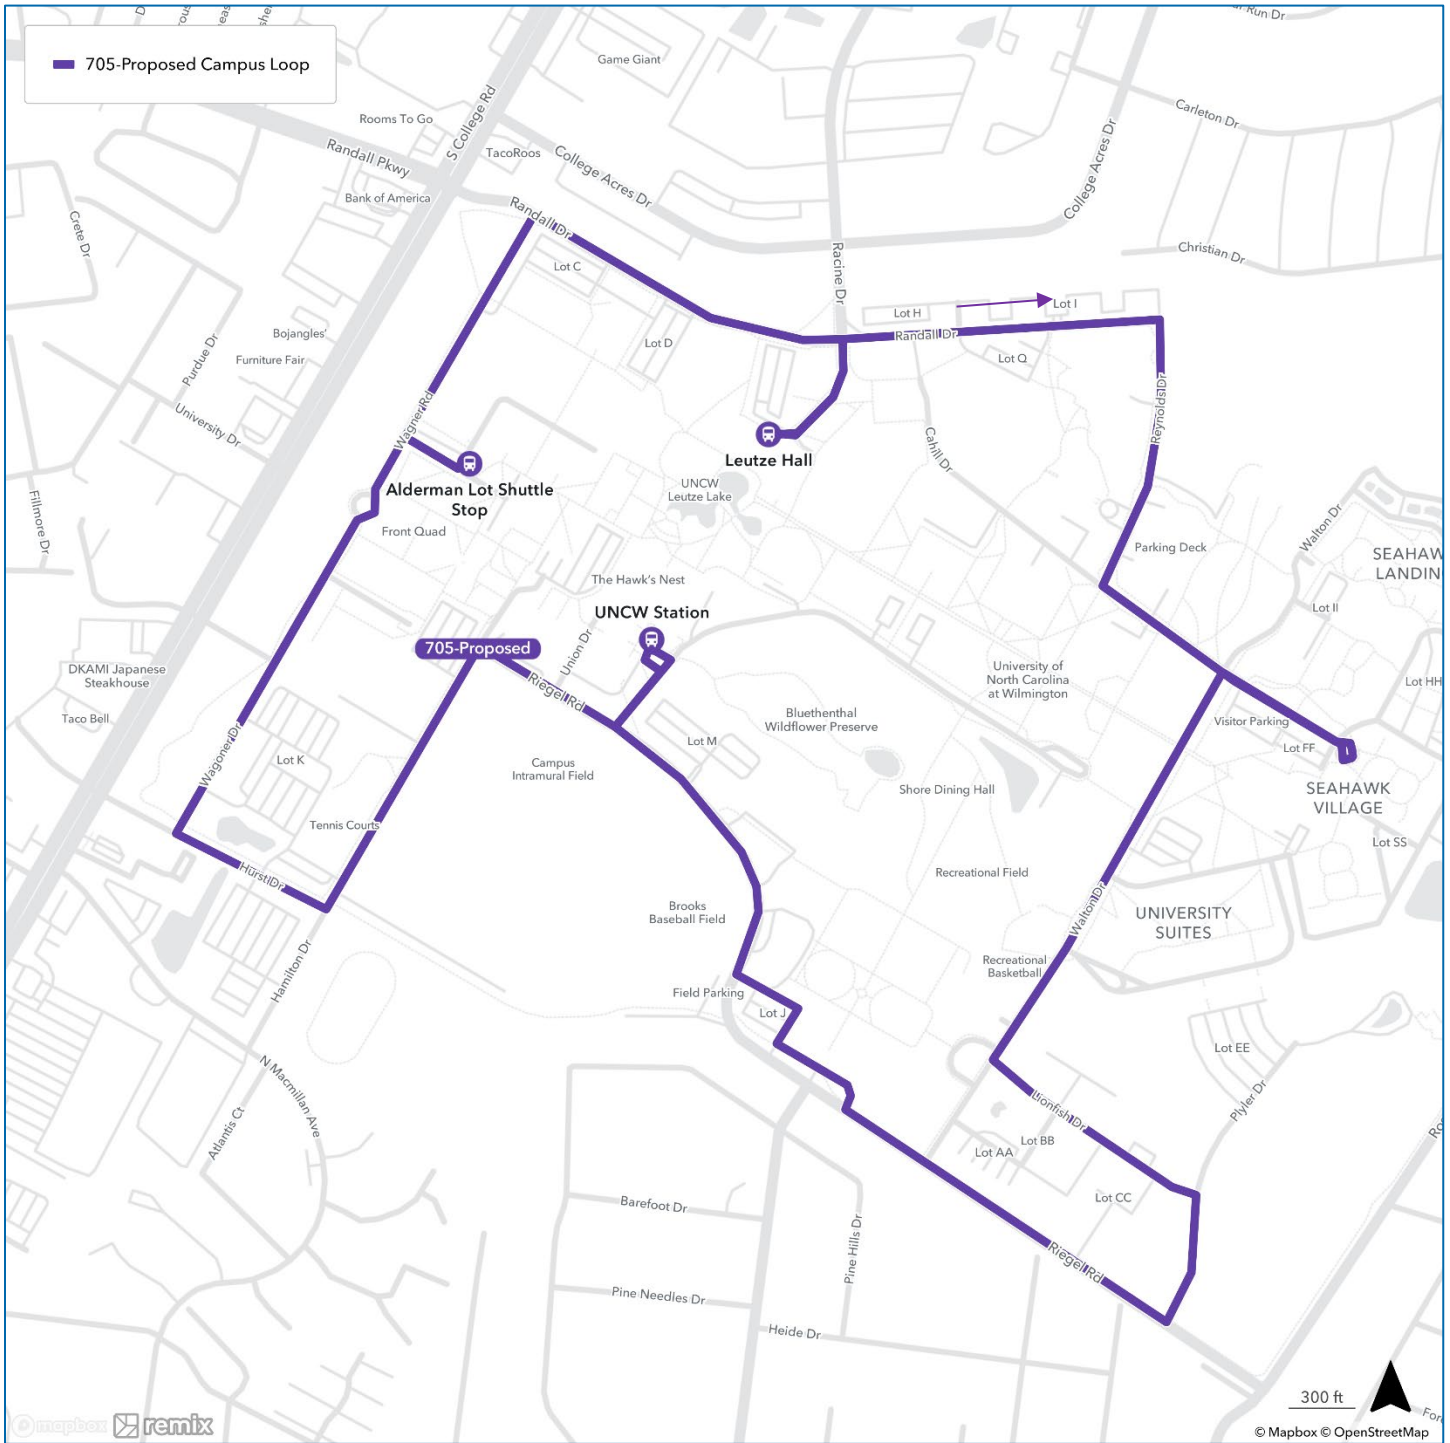 Run Dr
705-Proposed Campus Loop
Game Giant
Rooms To Go
S College Rd
Randall Pkwy
TacoRoos
College Acres Dr
Carleton Dr
College Acres Dr
Bank of America
Randall Dr
Crete Dr
Lot C
Racine Dr
Christian Dr
Lot H
Lot I
Randall Dr
Bojangles'
Furniture Fair
Purdue Dr
Lot D
Lot Q
University Dr
Wagner Rd
Reynolds Dr
Cahill Dr
Leutze Hall
Alderman Lot Shuttle
Stop
UNCW
Leutze Lake
Fillmore Dr
Front Quad
Parking Deck
Walton Dr
SEAHAW
LANDIN
The Hawk's Nest
UNCW Station
Lot II
705-Proposed
Union Dr
Riegel Rd
DKAMI Japanese
Steakhouse
Taco Bell
University of
North Carolina
at Wilmington
Lot HH
Bluethenthal
Wildflower Preserve
Visitor Parking
Lot FF
Wagoner Dr
Lot K
Lot M
Campus
Intramural Field
Shore Dining Hall
SEAHAWK
VILLAGE
Tennis Courts
Lot SS
Hurst Dr
Recreational Field
Brooks
Baseball Field
Walton Dr
UNIVERSITY
SUITES
Hamilton Dr
Recreational
Basketball
Field Parking
Lot J
Lot EE
N Macmillan Ave
Atlantis Ct
Lionfish Dr
Plyler Dr
Lot BB
Lot AA
Lot CC
Barefoot Dr
Pine Hills Dr
Riegel Rd
Pine Needles Dr
Heide Dr
300 ft
mapbox
remix
© Mapbox © OpenStreetMap